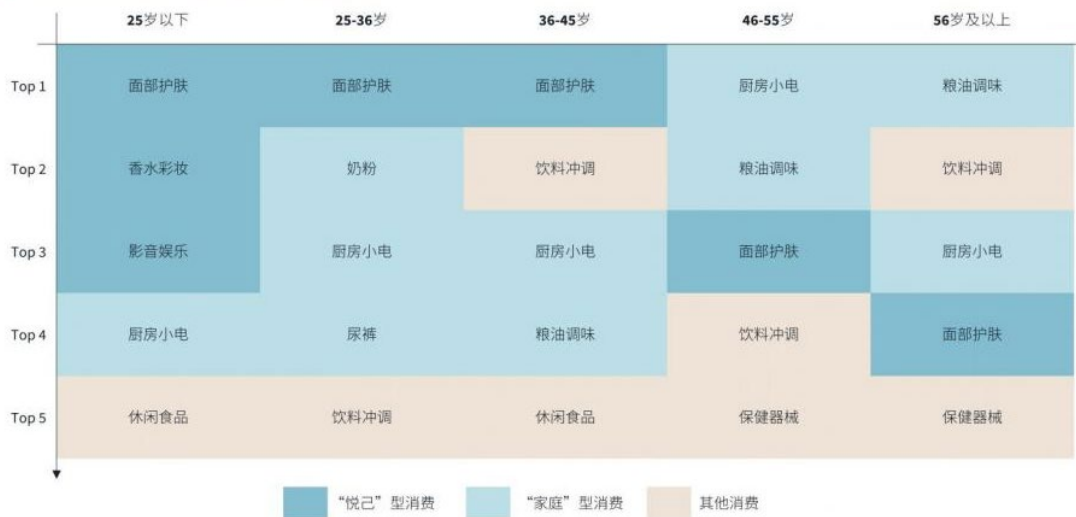 25岁以下 25-36岁 36-45岁 46-55岁 56岁及以上
Top 1 面部护肤 面部护肤 面部护肤 厨房小电 粮油调味
Top 2 香水彩妆 奶粉 饮料冲调 粮油调味 饮料冲调
Top 3 影音娱乐 厨房小电 厨房小电 面部护肤 厨房小电
Top 4 厨房小电 尿裤 粮油调味 饮料冲调 面部护肤
Top 5 休闲食品 饮料冲调 休闲食品 保健器械 保健器械
“悦己”型消费 “家庭”型消费 其他消费